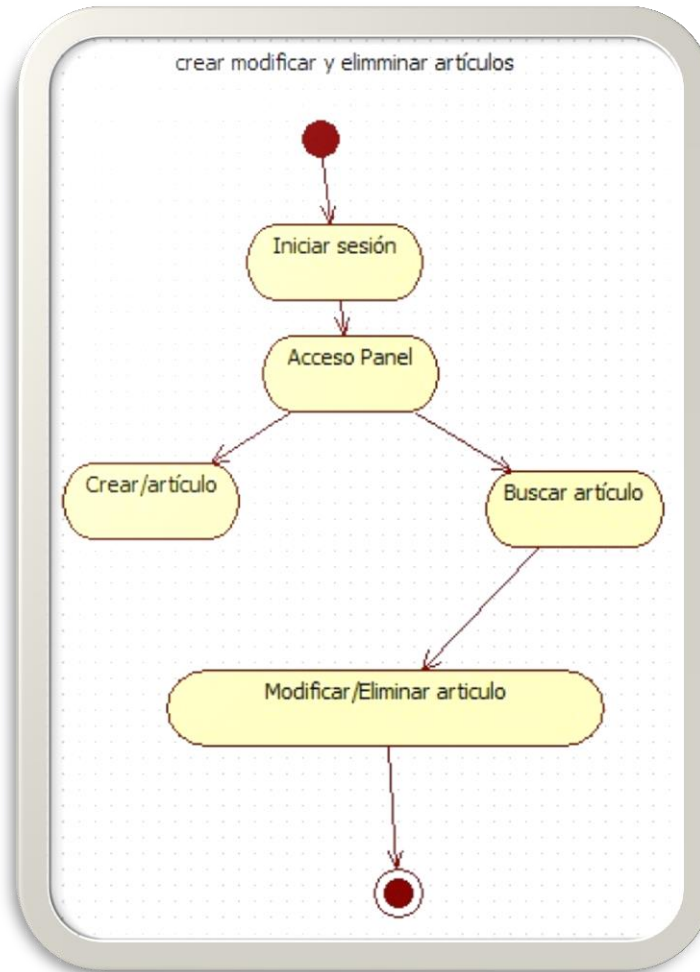 crear modificar y elimminar artículos
Iniciar sesión
Acceso Panel
Crear/artículo
Buscar artículo
Modificar/Eliminar articulo